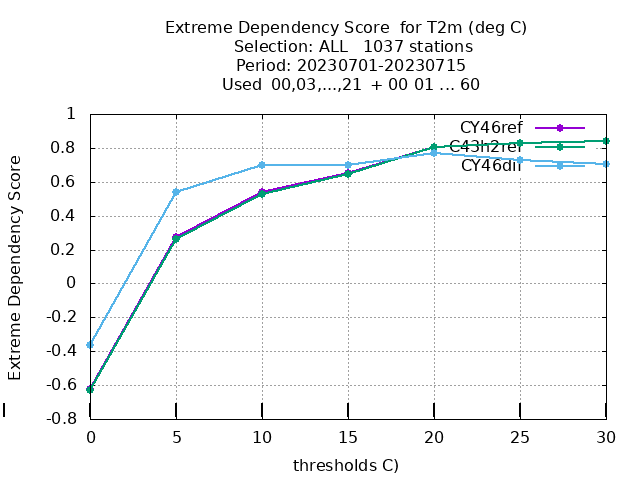 Extreme Dependency Score for T2m (deg C)
Selection: ALL 1037 stations
Period: 20230701-20230715
Used 00,03,...,21 + 00 01 ... 60
CY46ref
C43h2ref
CY46dif
Extreme Dependency Score
1
0.8
0.6
0.4
0.2
0
-0.2
-0.4
-0.6
-0.8
0 5 10 15 20 25 30
thresholds C)